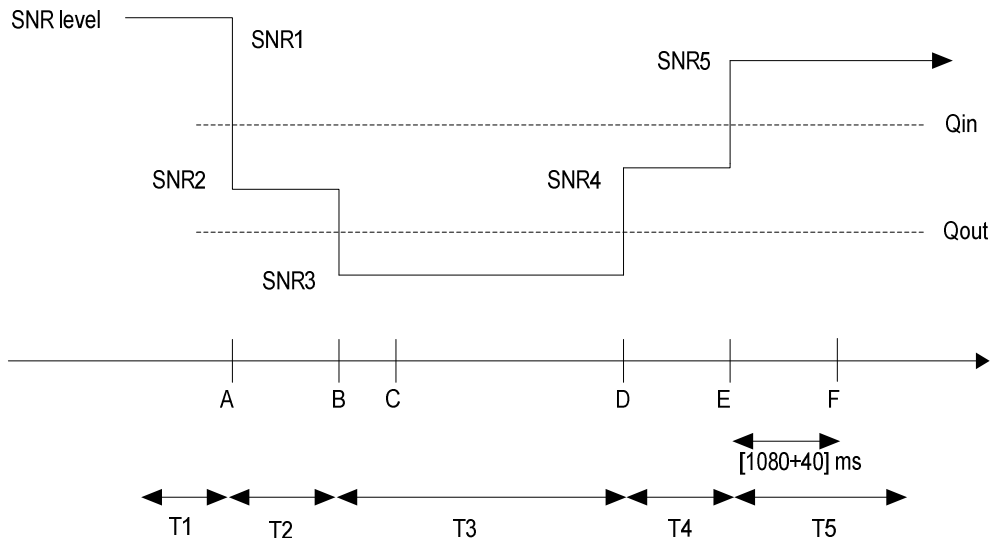 SNR level
SNR1
SNR5
Qin
SNR2
SNR4
Qout
SNR3
A B C D E F
[1080+40] ms
T1 T2 T3 T4 T5